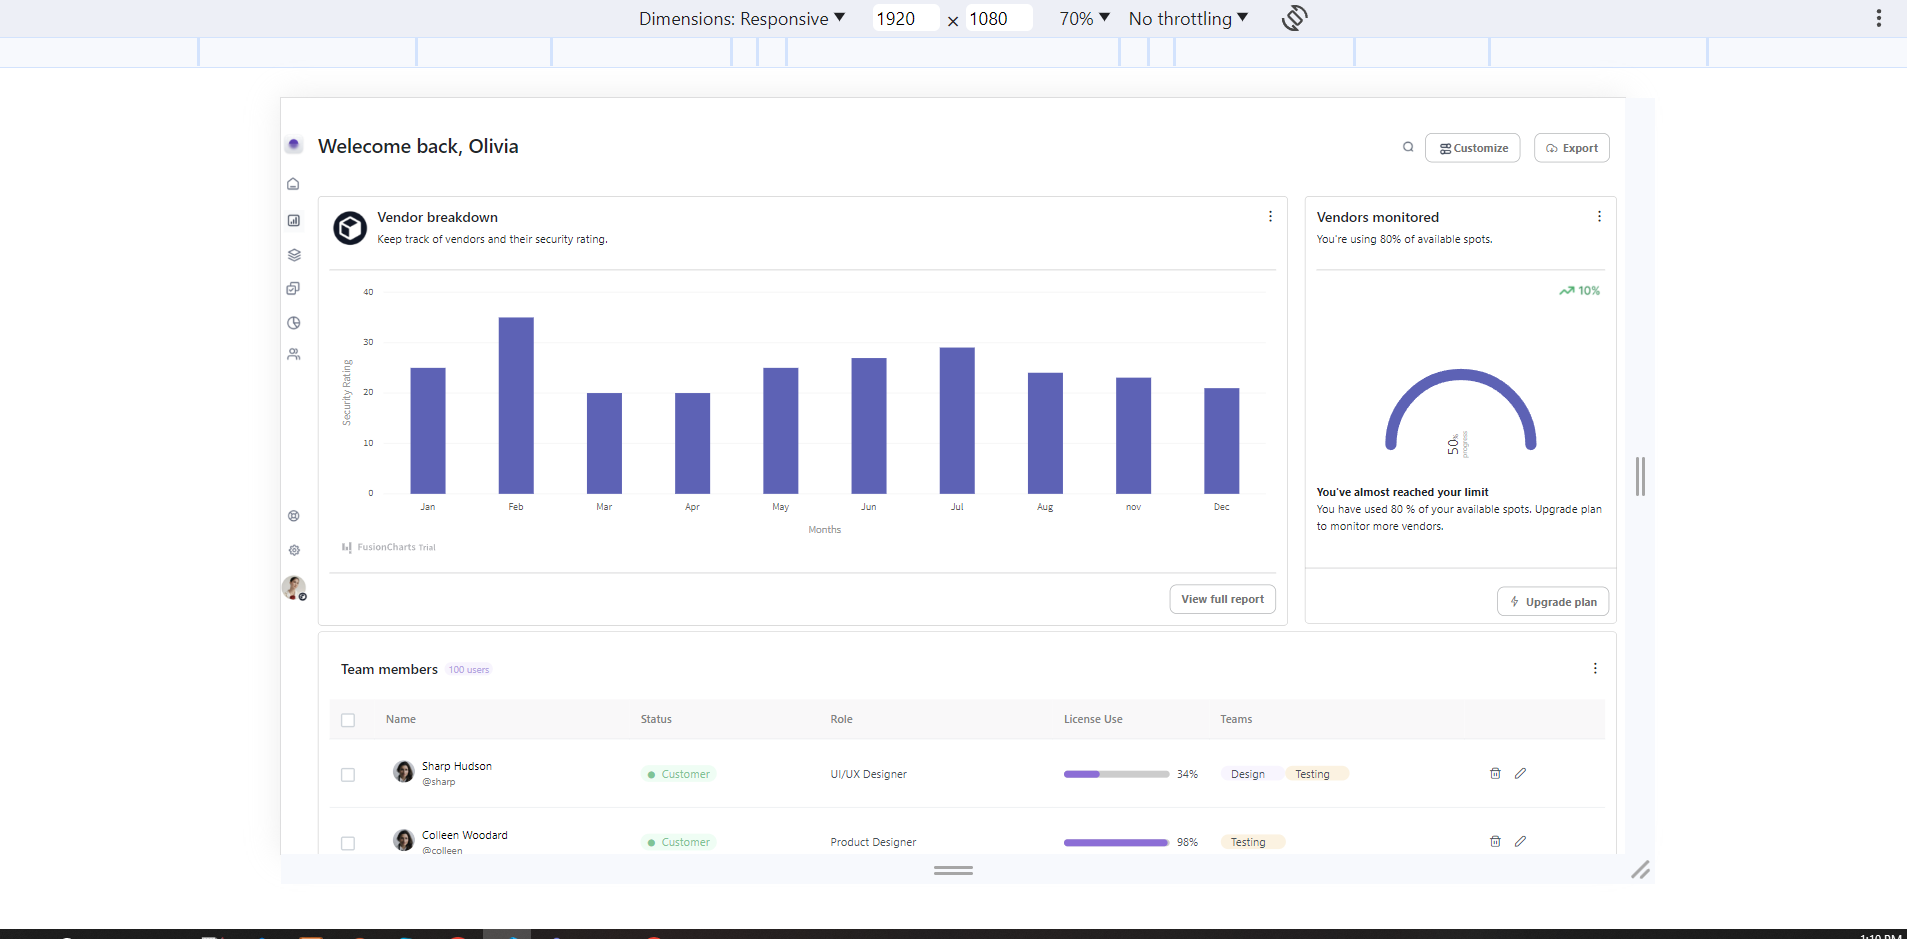 Dimensions: Responsive ▼ 1920 × 1080 70% ▼ No throttling ▼
Welecome back, Olivia
Customize
Export
Vendor breakdown
Keep track of vendors and their security rating.
40
30
20
10
0
Security Rating
Jan Feb Mar Apr May Jun Jul Aug nov Dec
Months
FusionCharts Trial
View full report
Vendors monitored
You're using 80% of available spots.
10%
50%
progress
You've almost reached your limit
You have used 80 % of your available spots. Upgrade plan
to monitor more vendors.
Upgrade plan
Team members 100 users
Name Status Role License Use Teams
Sharp Hudson
@sharp
Customer UI/UX Designer 34% Design Testing
Colleen Woodard
@colleen
Customer Product Designer 98% Testing